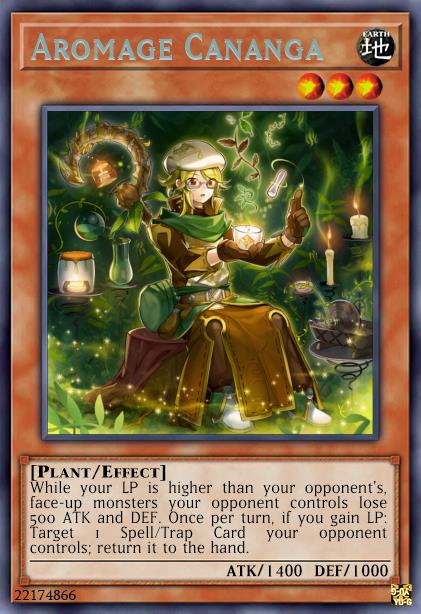 Aromage Cananga
EARTH
地
[Plant/Effect]
While your LP is higher than your opponent's,
face-up monsters your opponent controls lose
500 ATK and DEF. Once per turn, if you gain LP:
Target 1 Spell/Trap Card your opponent
controls; return it to the hand.
ATK/1400 DEF/1000
22174866